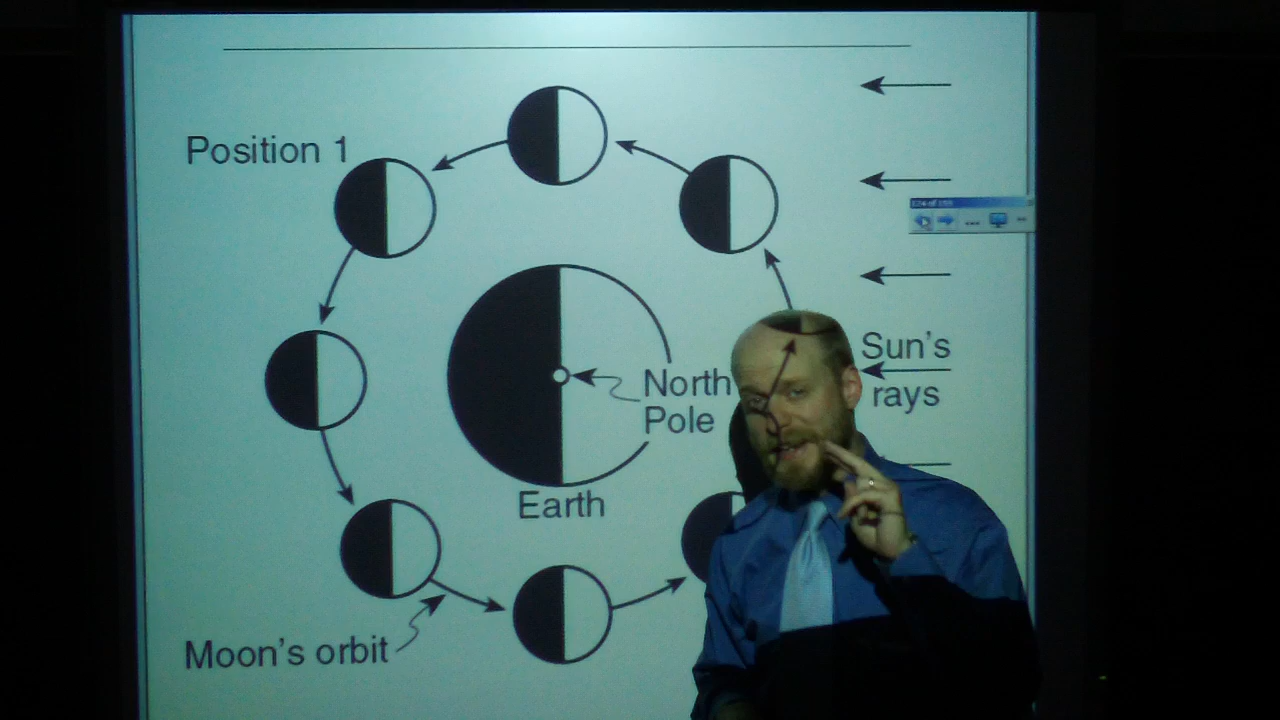 Position 1
Sun's
rays
North
Pole
Earth
Moon's orbit